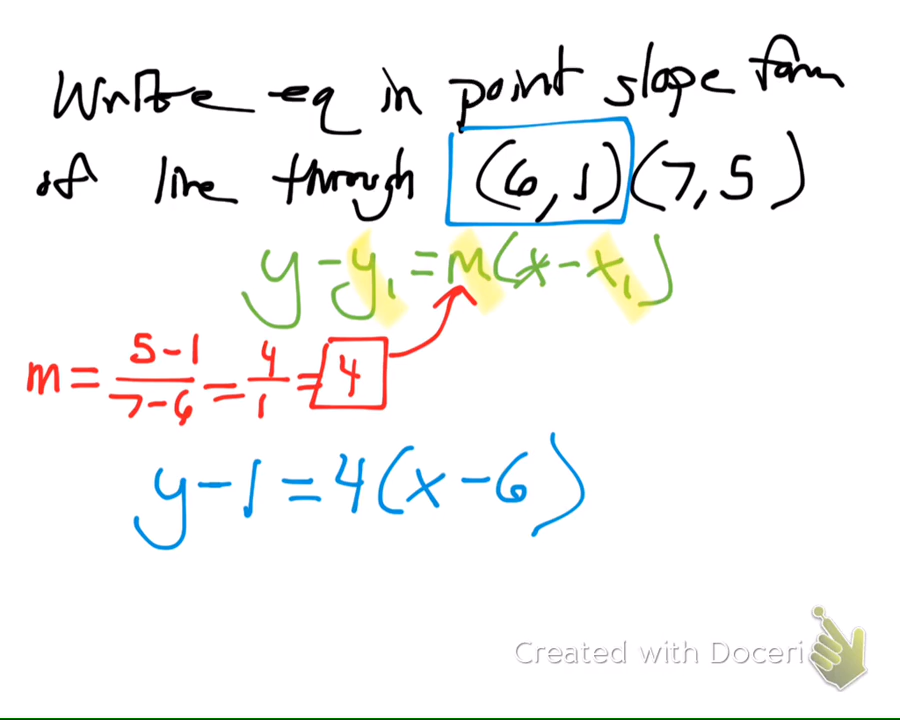 Write eq in point slope form
of line through (6,1)(7,5)
y-y₁=m(x-x₁)
m = 5-1/7-6 = 4/1 = 4
y-1=4(x-6)
Created with Doceri